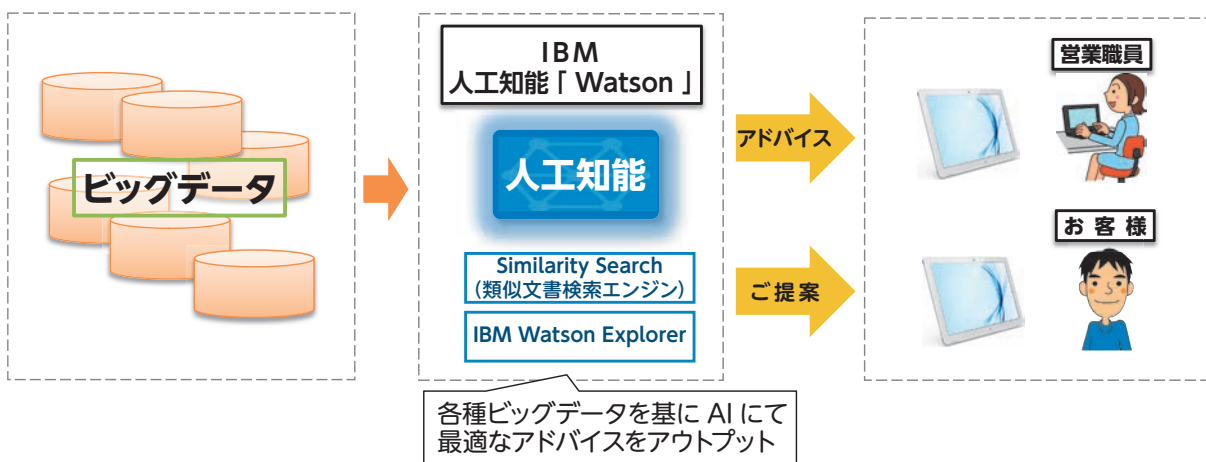 ビッグデータ
IBM
人工知能「 Watson 」
人工知能
Similarity Search
(類似文書検索エンジン)
IBM Watson Explorer
各種ビッグデータを基に AI にて
最適なアドバイスをアウトプット
アドバイス
ご提案
営業職員
お客様